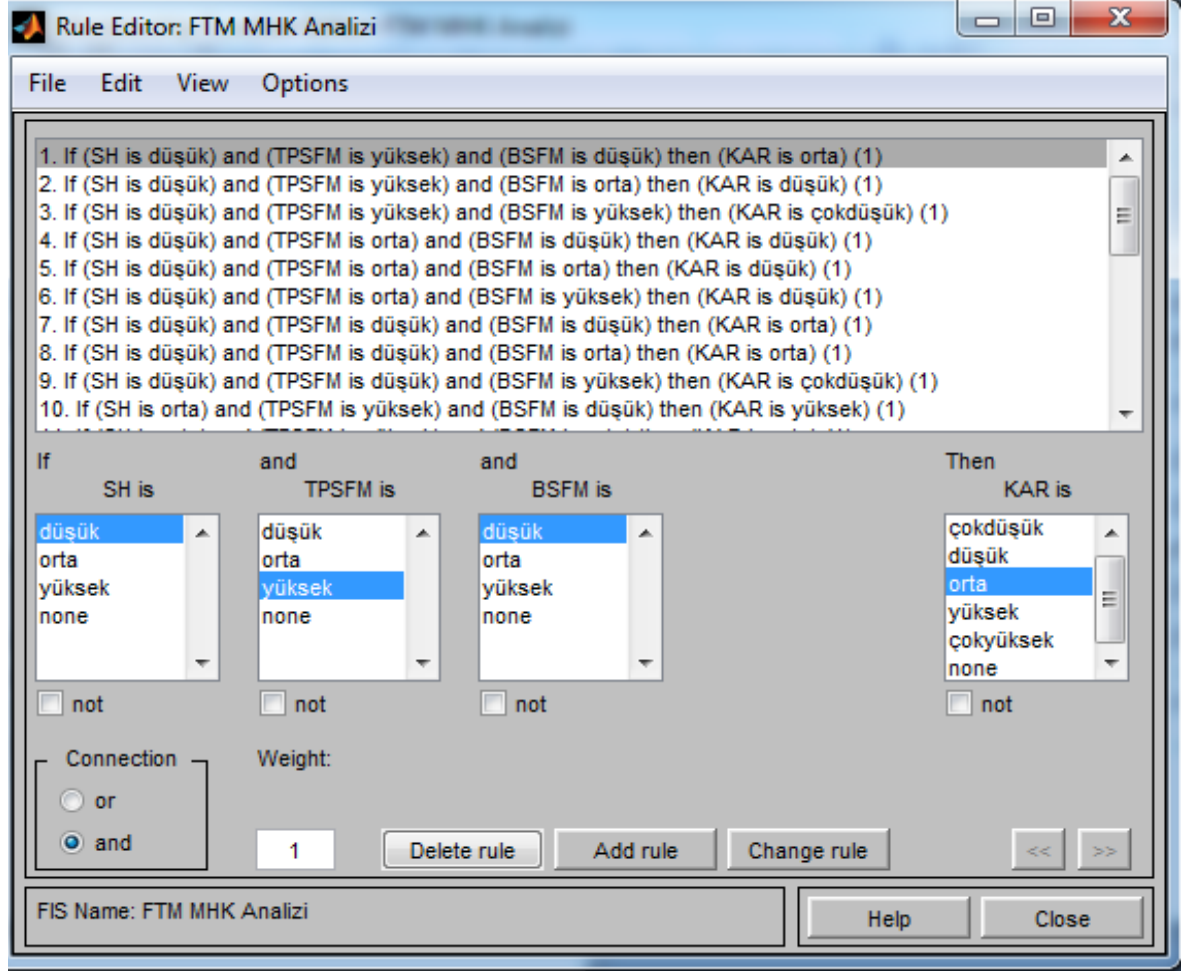 Rule Editor: FTM MHK Analizi
File Edit View Options
1. If (SH is düşük) and (TPSFM is yüksek) and (BSFM is düşük) then (KAR is orta) (1)
2. If (SH is düşük) and (TPSFM is yüksek) and (BSFM is orta) then (KAR is düşük) (1)
3. If (SH is düşük) and (TPSFM is yüksek) and (BSFM is yüksek) then (KAR is çokdüşük) (1)
4. If (SH is düşük) and (TPSFM is orta) and (BSFM is düşük) then (KAR is düşük) (1)
5. If (SH is düşük) and (TPSFM is orta) and (BSFM is orta) then (KAR is düşük) (1)
6. If (SH is düşük) and (TPSFM is orta) and (BSFM is yüksek) then (KAR is düşük) (1)
7. If (SH is düşük) and (TPSFM is düşük) and (BSFM is düşük) then (KAR is orta) (1)
8. If (SH is düşük) and (TPSFM is düşük) and (BSFM is orta) then (KAR is orta) (1)
9. If (SH is düşük) and (TPSFM is düşük) and (BSFM is yüksek) then (KAR is çokdüşük) (1)
10. If (SH is orta) and (TPSFM is yüksek) and (BSFM is düşük) then (KAR is yüksek) (1)
If and and Then
SH is TPSFM is BSFM is KAR is
düşük
orta
yüksek
none
düşük
orta
yüksek
none
düşük
orta
yüksek
none
çokdüşük
düşük
orta
yüksek
çokyüksek
none
not not not not
Connection
or
and
Weight:
1
Delete rule Add rule Change rule << >>
FIS Name: FTM MHK Analizi
Help Close